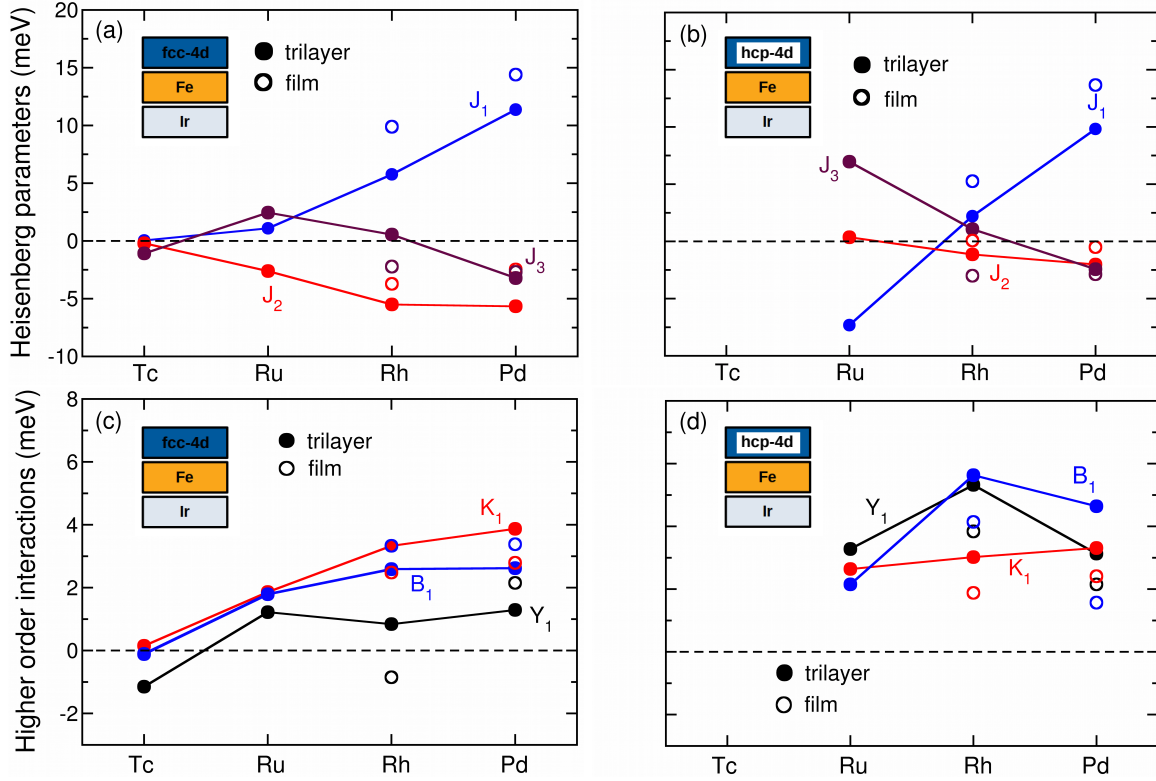 Heisenberg parameters (meV)
20
15
10
5
0
-5
-10
(a)
fcc-4d
Fe
Ir
trilayer
film
J1
J2
J3
Tc Ru Rh Pd
(b)
hcp-4d
Fe
Ir
trilayer
film
J1
J3
J2
Tc Ru Rh Pd
Higher order interactions (meV)
8
6
4
2
0
-2
(c)
fcc-4d
Fe
Ir
trilayer
film
K1
B1
Y1
Tc Ru Rh Pd
(d)
hcp-4d
Fe
Ir
B1
Y1
K1
trilayer
film
Tc Ru Rh Pd